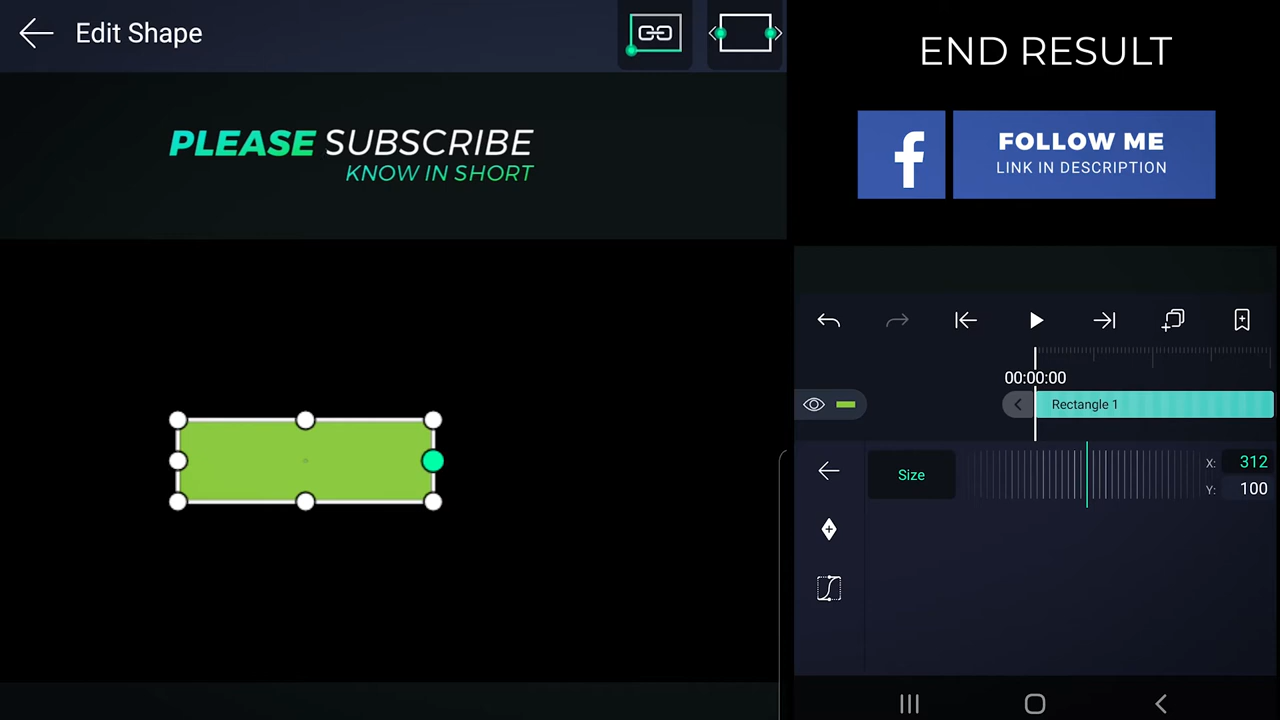 Edit Shape
PLEASE SUBSCRIBE
KNOW IN SHORT
END RESULT
f
FOLLOW ME
LINK IN DESCRIPTION
00:00:00
Rectangle 1
Size
X: 312
Y: 100